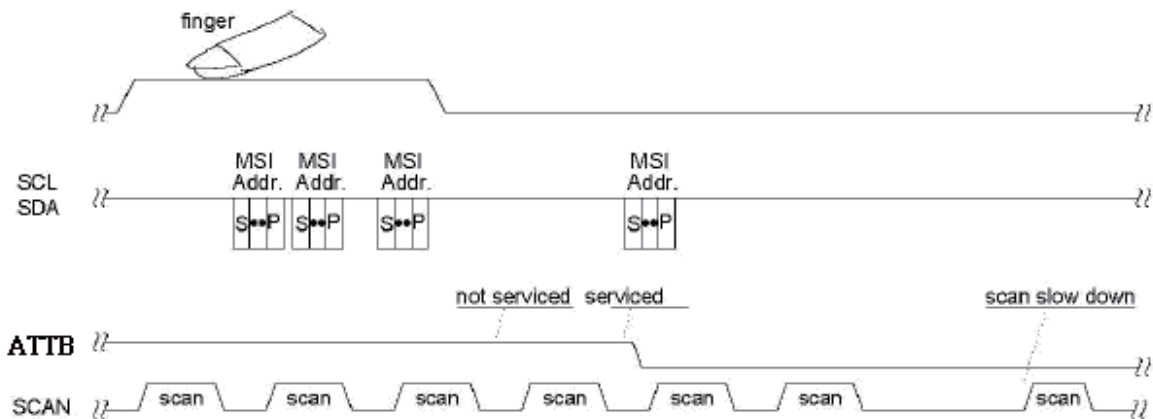 finger
MSI MSI MSI MSI
Addr. Addr. Addr. Addr.
SCL
SDA
S••P S••P S••P S••P
not serviced serviced scan slow down
ATTB
SCAN scan scan scan scan scan scan scan